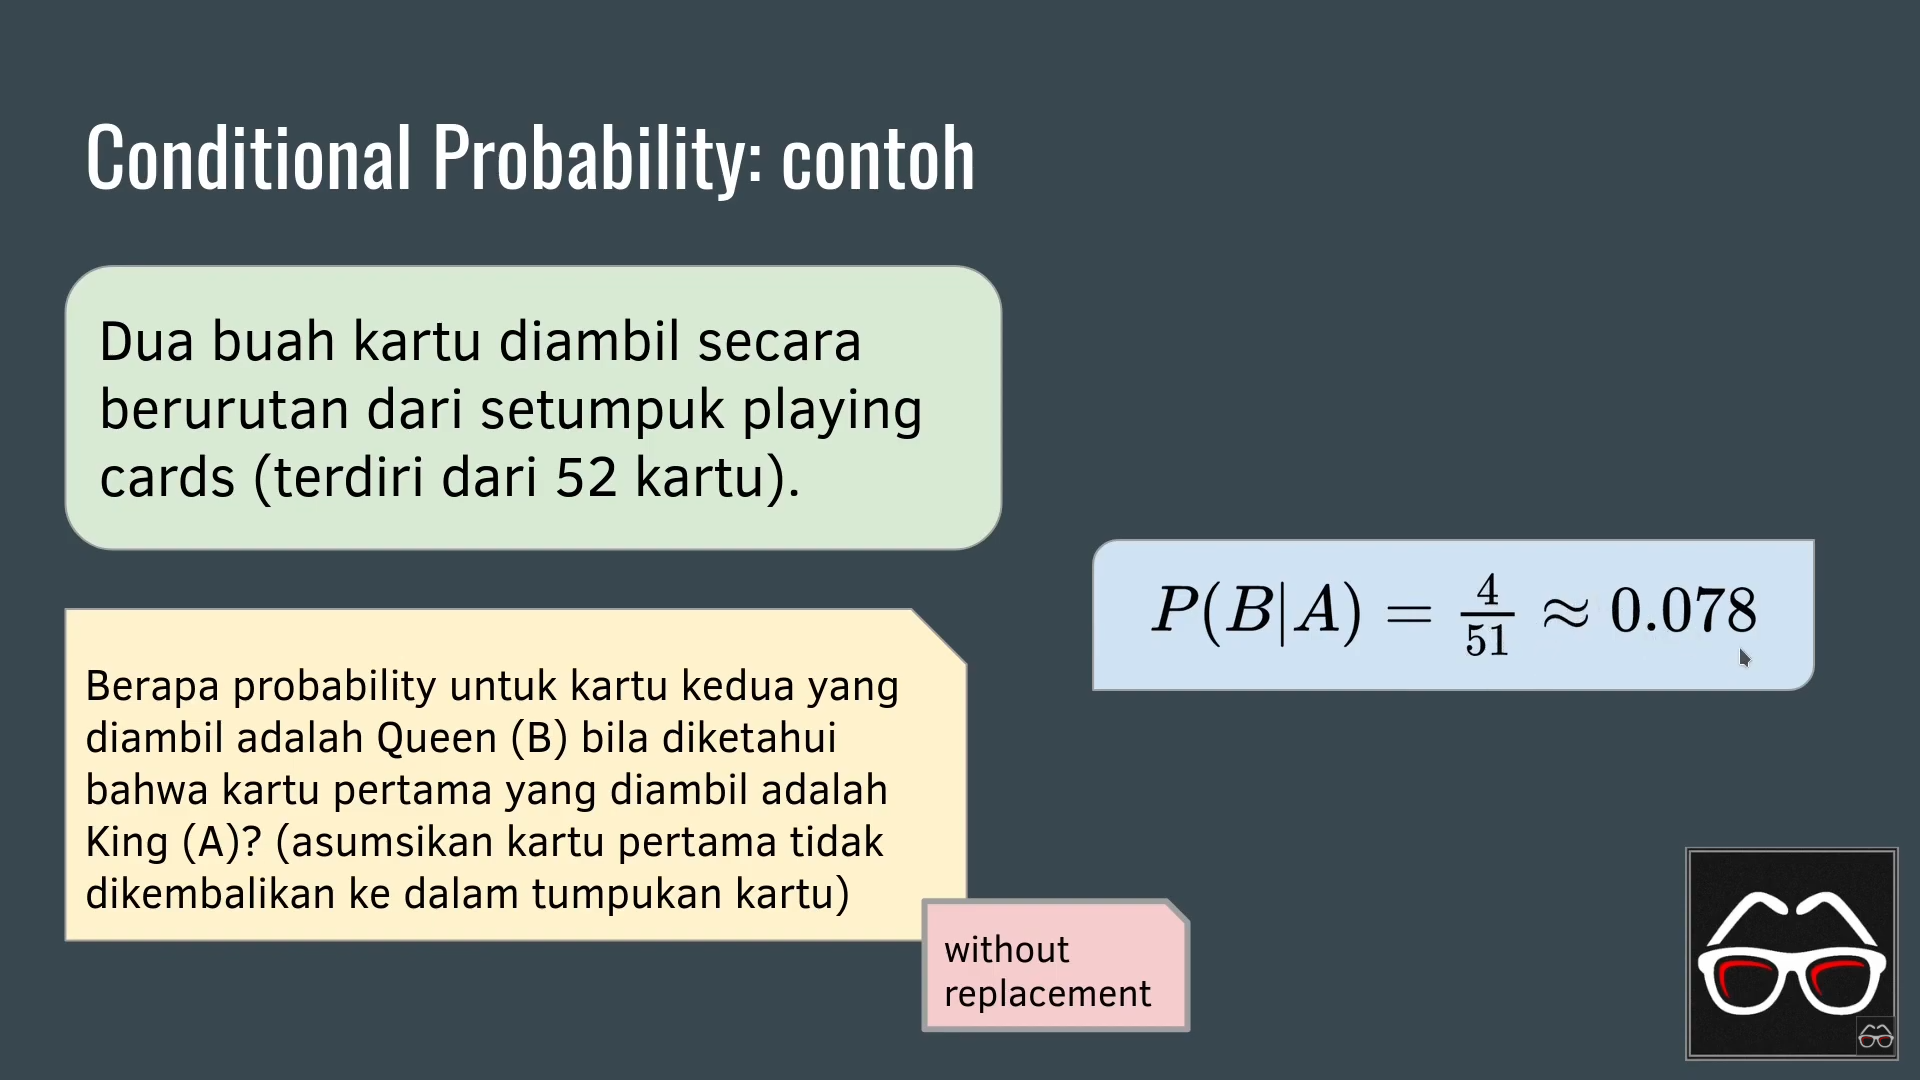 Conditional Probability: contoh
Dua buah kartu diambil secara
berurutan dari setumpuk playing
cards (terdiri dari 52 kartu).
P(B|A) = 4/51 ≈ 0.078
Berapa probability untuk kartu kedua yang
diambil adalah Queen (B) bila diketahui
bahwa kartu pertama yang diambil adalah
King (A)? (asumsikan kartu pertama tidak
dikembalikan ke dalam tumpukan kartu)
without
replacement